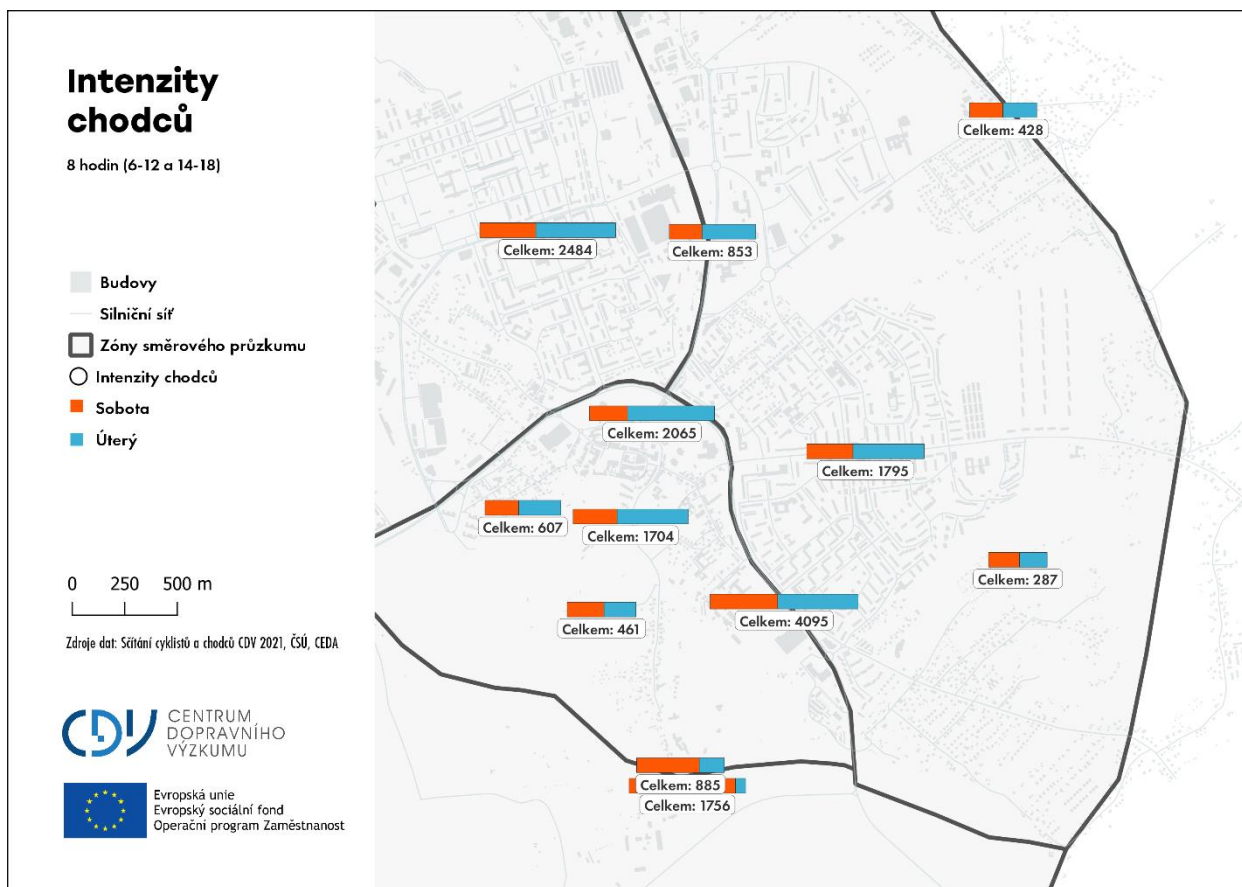 Intenzity
chodců
8 hodin (6-12 a 14-18)
Budovy
Silniční síť
Zóny směrového průzkumu
Intenzity chodců
Sobota
Úterý
0 250 500 m
Zdroje dat: Sčítání cyklistů a chodců CDV 2021, ČSÚ, CEDA
CDV
CENTRUM
DOPRAVNÍHO
VÝZKUMU
Evropská unie
Evropský sociální fond
Operační program Zaměstnanost
Celkem: 428
Celkem: 2484
Celkem: 853
Celkem: 2065
Celkem: 1795
Celkem: 607
Celkem: 1704
Celkem: 287
Celkem: 461
Celkem: 4095
Celkem: 885
Celkem: 1756